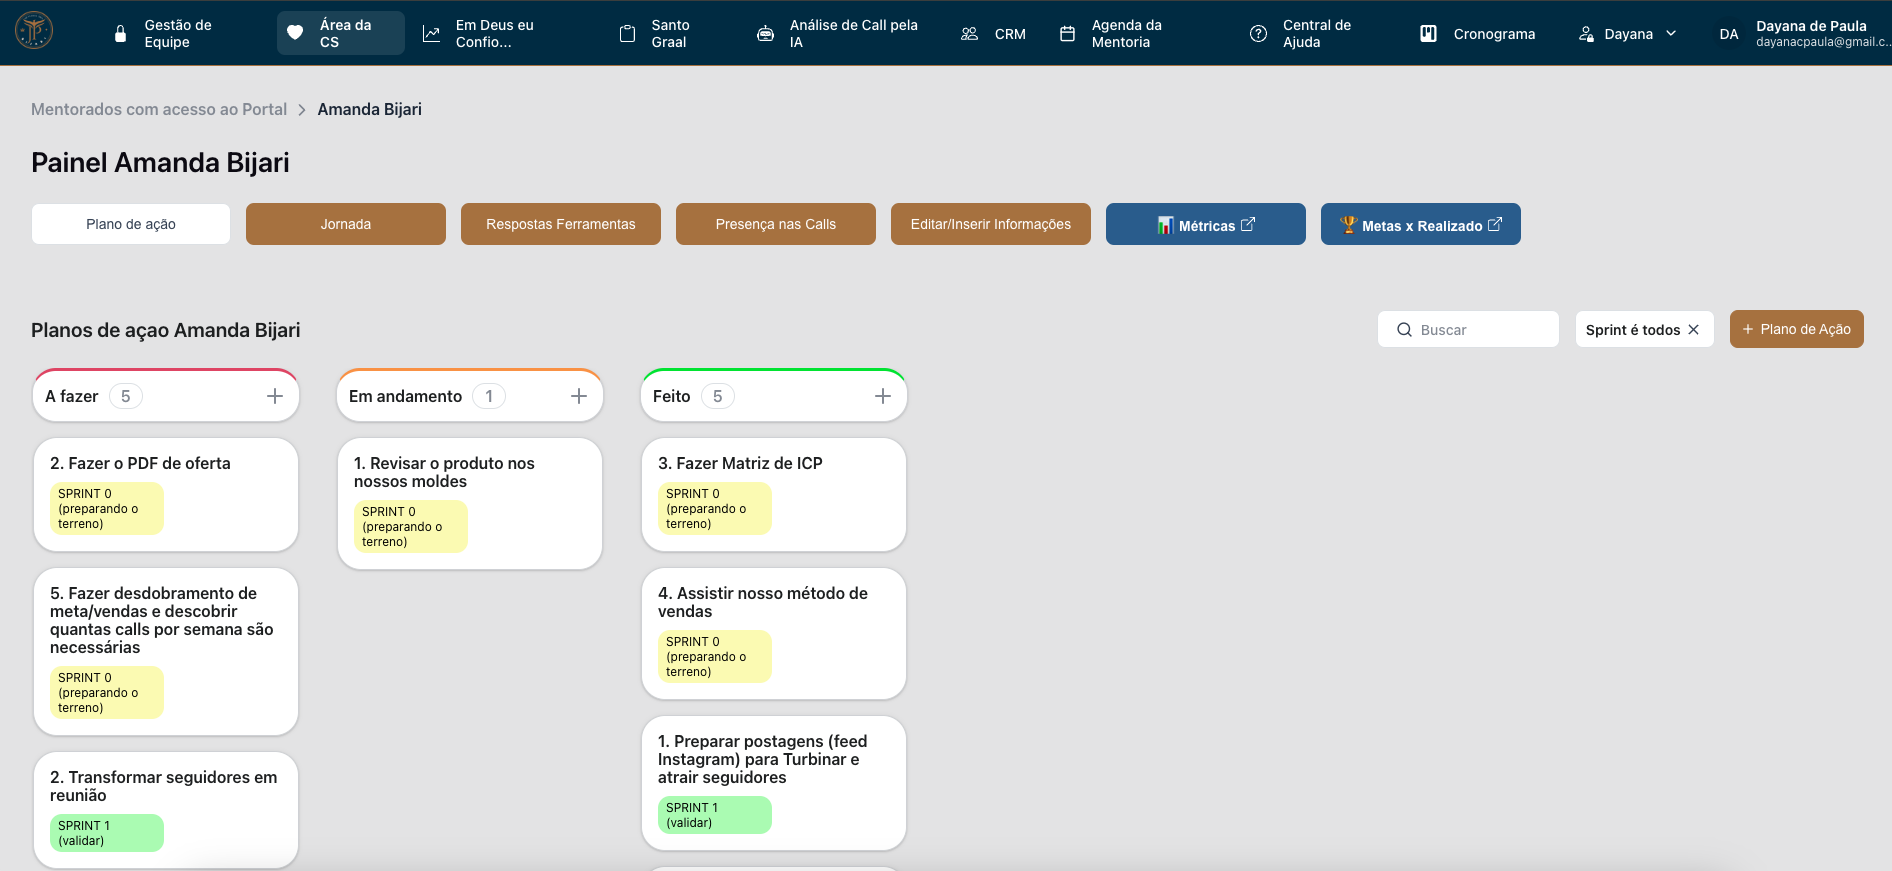 Gestão de
Equipe
Área da
CS
Em Deus eu
Confio...
Santo
Graal
Análise de Call pela
IA
CRM
Agenda da
Mentoria
Central de
Ajuda
Cronograma
Dayana
DA
Dayana de Paula
dayanacpaula@gmail.c...
Mentorados com acesso ao Portal > Amanda Bijari
Painel Amanda Bijari
Plano de ação
Jornada
Respostas Ferramentas
Presença nas Calls
Editar/Inserir Informações
Métricas
Metas x Realizado
Planos de açao Amanda Bijari
Buscar
Sprint é todos
+ Plano de Ação
A fazer 5
2. Fazer o PDF de oferta
SPRINT 0
(preparando o
terreno)
5. Fazer desdobramento de
meta/vendas e descobrir
quantas calls por semana são
necessárias
SPRINT 0
(preparando o
terreno)
2. Transformar seguidores em
reunião
SPRINT 1
(validar)
Em andamento 1
1. Revisar o produto nos
nossos moldes
SPRINT 0
(preparando o
terreno)
Feito 5
3. Fazer Matriz de ICP
SPRINT 0
(preparando o
terreno)
4. Assistir nosso método de
vendas
SPRINT 0
(preparando o
terreno)
1. Preparar postagens (feed
Instagram) para Turbinar e
atrair seguidores
SPRINT 1
(validar)